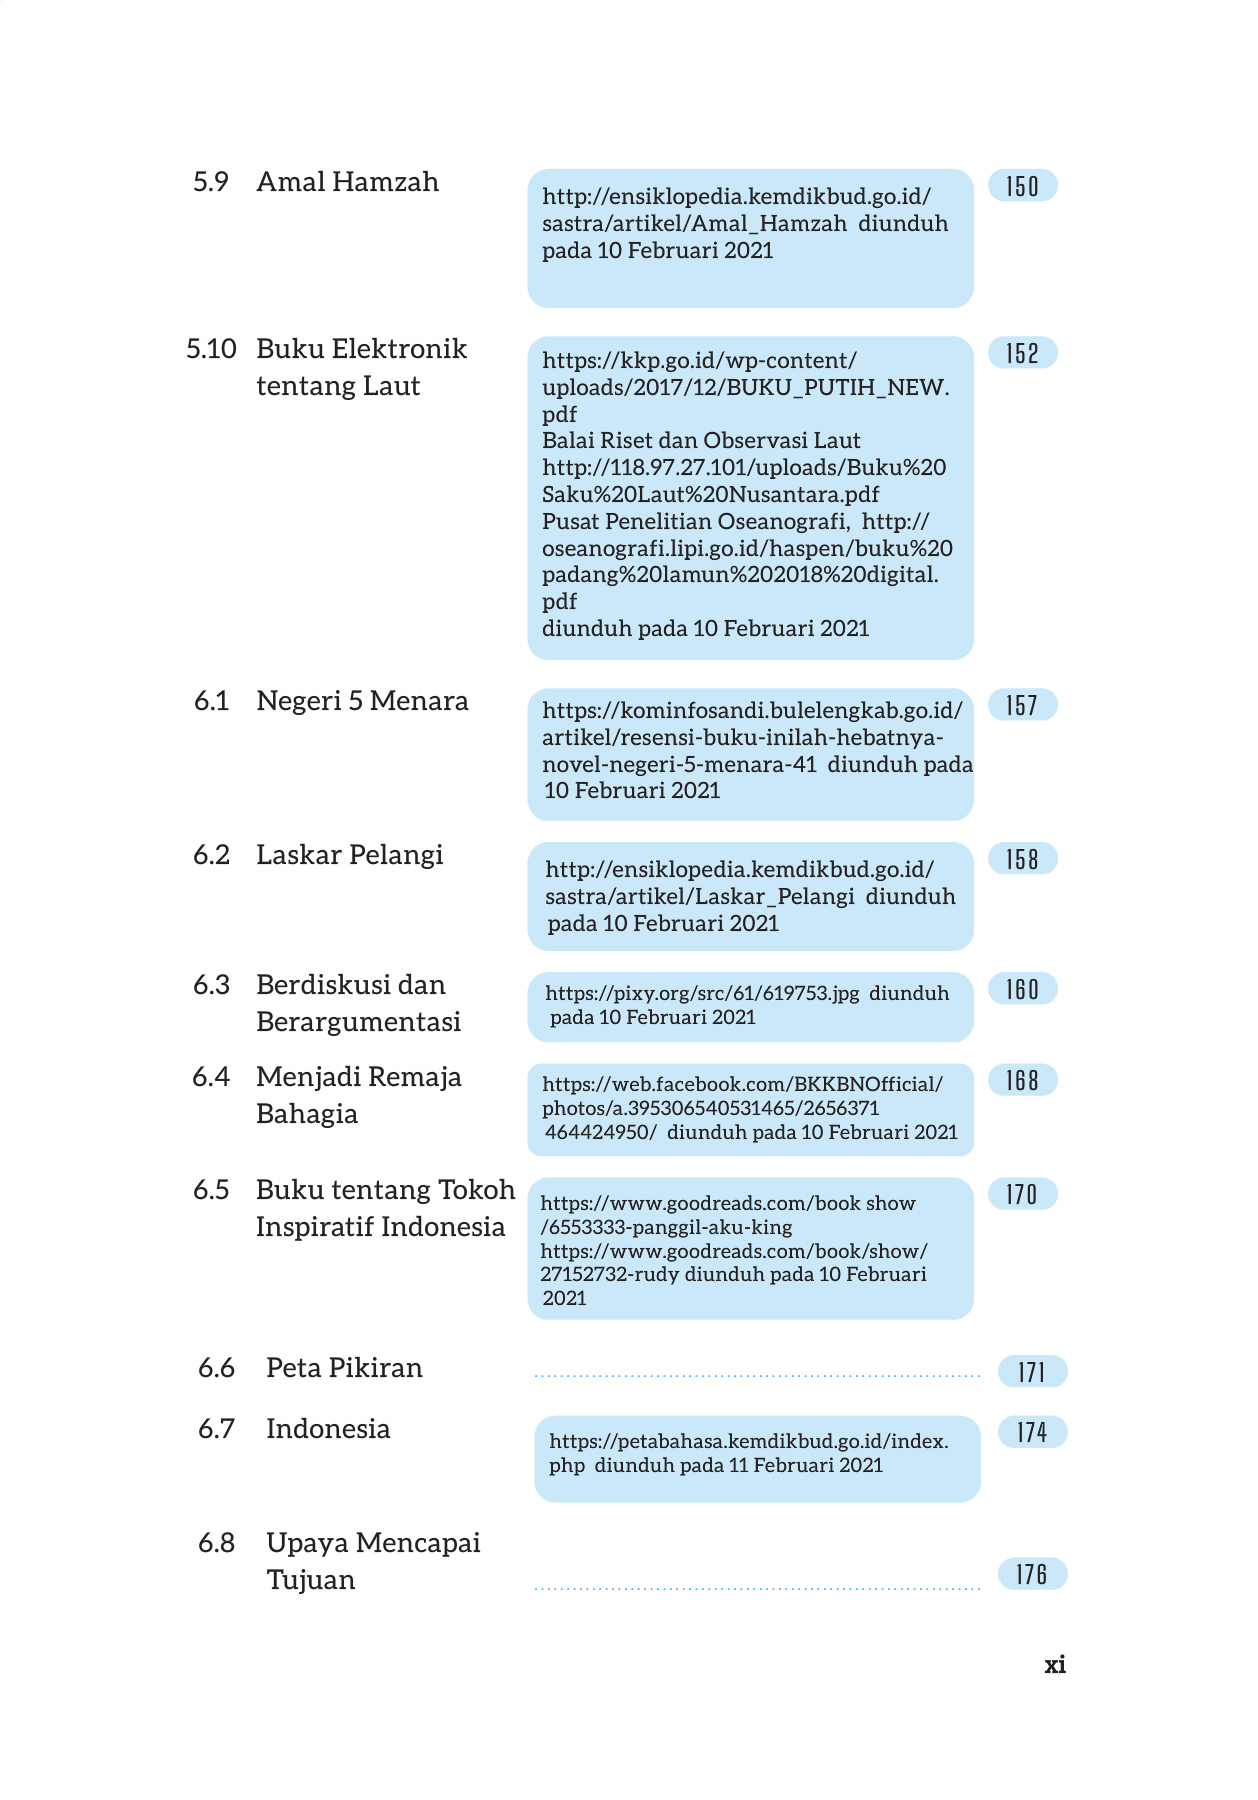 5.9 Amal Hamzah
http://ensiklopedia.kemdikbud.go.id/
sastra/artikel/Amal_Hamzah diunduh
pada 10 Februari 2021
150
5.10 Buku Elektronik
tentang Laut
https://kkp.go.id/wp-content/
uploads/2017/12/BUKU_PUTIH_NEW.
pdf
Balai Riset dan Observasi Laut
http://118.97.27.101/uploads/Buku%20
Saku%20Laut%20Nusantara.pdf
Pusat Penelitian Oseanografi, http://
oseanografi.lipi.go.id/haspen/buku%20
padang%20lamun%202018%20digital.
pdf
diunduh pada 10 Februari 2021
152
6.1 Negeri 5 Menara
https://kominfosandi.bulelengkab.go.id/
artikel/resensi-buku-inilah-hebatnya-
novel-negeri-5-menara-41 diunduh pada
10 Februari 2021
157
6.2 Laskar Pelangi
http://ensiklopedia.kemdikbud.go.id/
sastra/artikel/Laskar_Pelangi diunduh
pada 10 Februari 2021
158
6.3 Berdiskusi dan
Berargumentasi
https://pixy.org/src/61/619753.jpg diunduh
pada 10 Februari 2021
160
6.4 Menjadi Remaja
Bahagia
https://web.facebook.com/BKKBNOfficial/
photos/a.395306540531465/2656371
464424950/ diunduh pada 10 Februari 2021
168
6.5 Buku tentang Tokoh
Inspiratif Indonesia
https://www.goodreads.com/book show
/6553333-panggil-aku-king
https://www.goodreads.com/book/show/
27152732-rudy diunduh pada 10 Februari
2021
170
6.6 Peta Pikiran
171
6.7 Indonesia
https://petabahasa.kemdikbud.go.id/index.
php diunduh pada 11 Februari 2021
174
6.8 Upaya Mencapai
Tujuan
176
xi